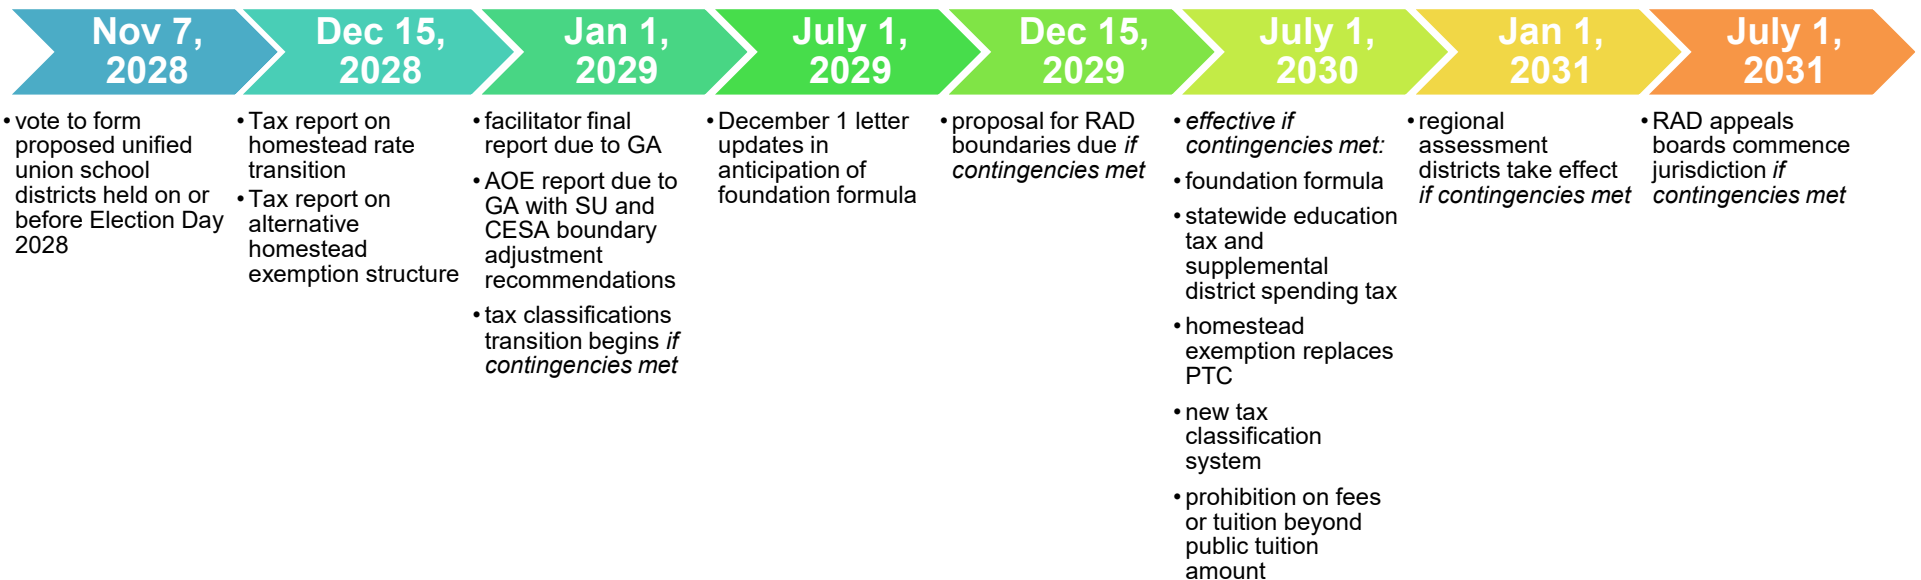 Nov 7,
2028
Dec 15,
2028
Jan 1,
2029
July 1,
2029
Dec 15,
2029
July 1,
2030
Jan 1,
2031
July 1,
2031
• vote to form
proposed unified
union school
districts held on or
before Election Day
2028
• Tax report on
homestead rate
transition
• Tax report on
alternative
homestead
exemption structure
• facilitator final
report due to GA
• AOE report due to
GA with SU and
CESA boundary
adjustment
recommendations
• tax classifications
transition begins if
contingencies met
• December 1 letter
updates in
anticipation of
foundation formula
• proposal for RAD
boundaries due if
contingencies met
• effective if
contingencies met:
• foundation formula
• statewide education
tax and
supplemental
district spending tax
• homestead
exemption replaces
PTC
• new tax
classification
system
• prohibition on fees
or tuition beyond
public tuition
amount
• regional
assessment
districts take effect
if contingencies met
• RAD appeals
boards commence
jurisdiction if
contingencies met